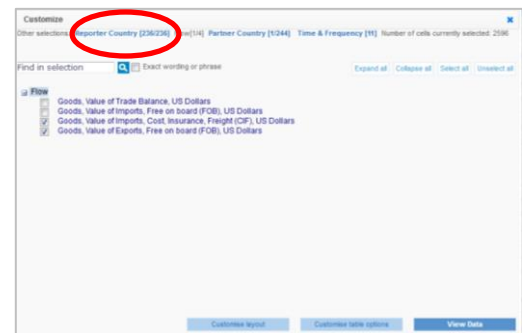 Customize
Other selections: Reporter Country [236/236] Flow[1/4] Partner Country [1/244] Time & Frequency [11] Number of cells currently selected: 2596
Find in selection Exact wording or phrase Expand all Collapse all Select all Unselect all
Flow
Goods, Value of Trade Balance, US Dollars
Goods, Value of Imports, Free on board (FOB), US Dollars
Goods, Value of Imports, Cost, Insurance, Freight (CIF), US Dollars
Goods, Value of Exports, Free on board (FOB), US Dollars
Customise layout Customise table options View Data